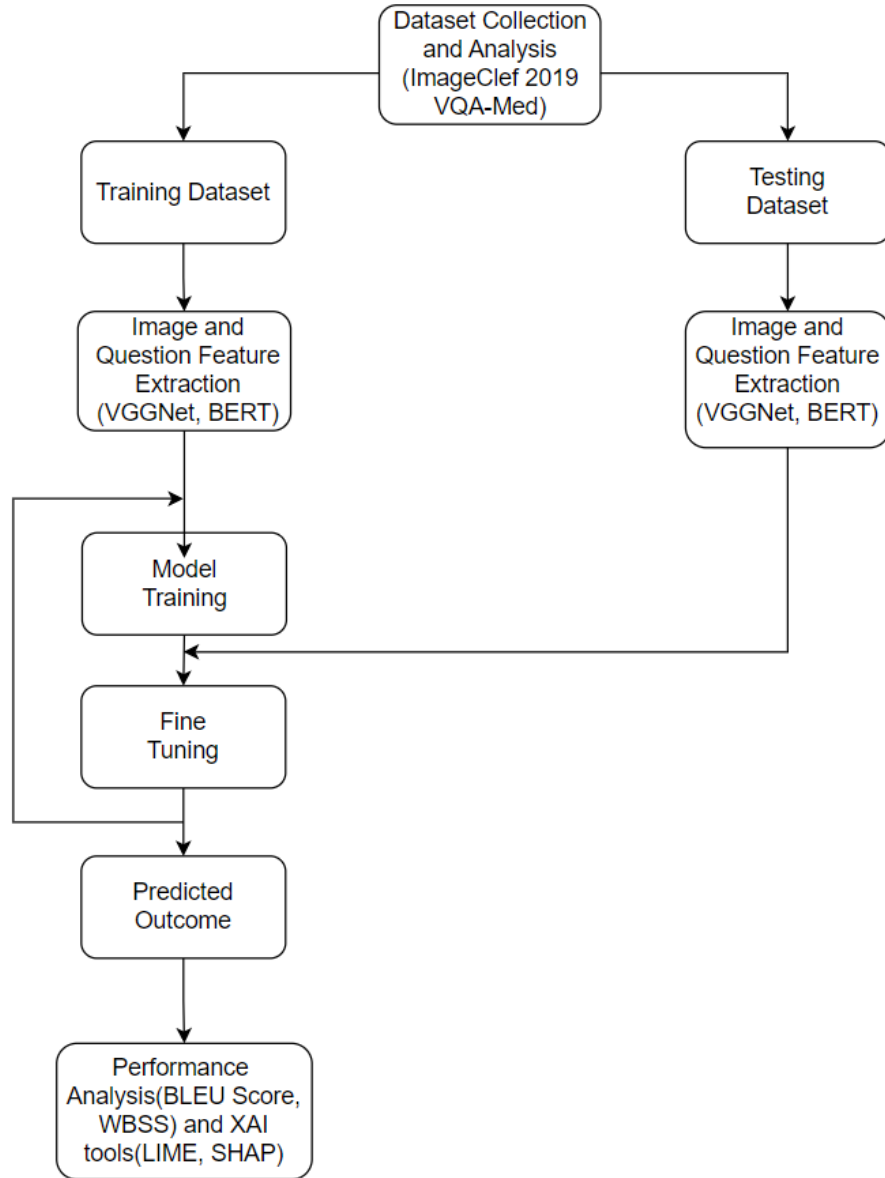 Dataset Collection
and Analysis
(ImageClef 2019
VQA-Med)
Training Dataset
Testing
Dataset
Image and
Question Feature
Extraction
(VGGNet, BERT)
Image and
Question Feature
Extraction
(VGGNet, BERT)
Model
Training
Fine
Tuning
Predicted
Outcome
Performance
Analysis(BLEU Score,
WBSS) and XAI
tools(LIME, SHAP)